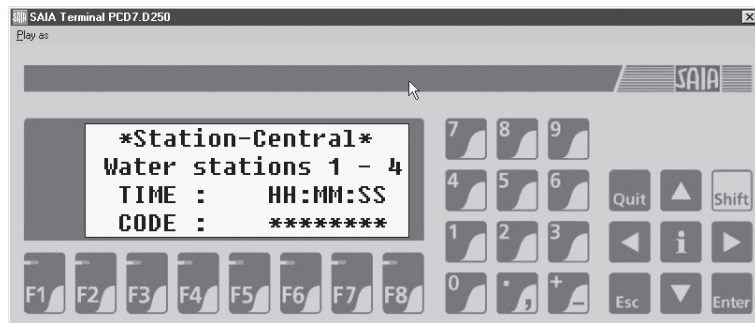 SAIA Terminal PCD7.D250
Play as
SAIA
*Station-Central*
Water stations 1 - 4
TIME : HH:MM:SS
CODE : ********
7 8 9
4 5 6
Quit Shift
1 2 3
i
F1 F2 F3 F4 F5 F6 F7 F8
0 . , + -
Esc Enter